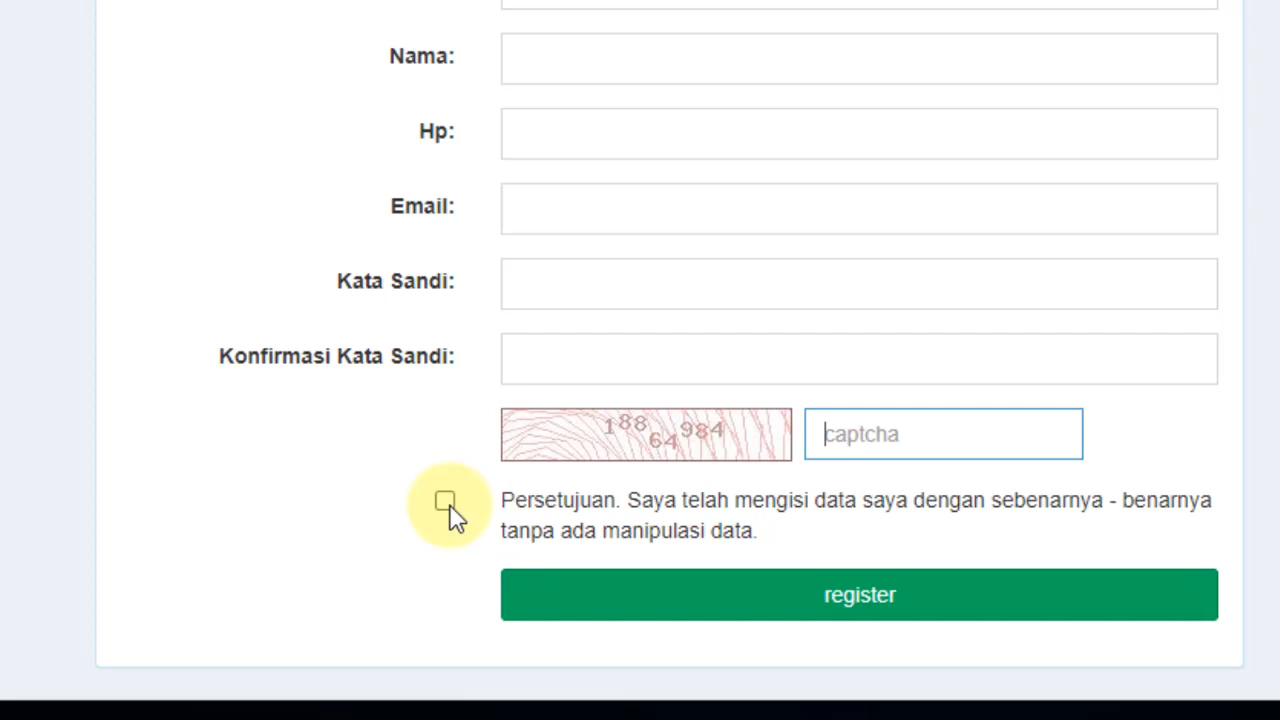 Nama:
Hp:
Email:
Kata Sandi:
Konfirmasi Kata Sandi:
18864984 captcha
Persetujuan. Saya telah mengisi data saya dengan sebenarnya - benarnya
tanpa ada manipulasi data.
register